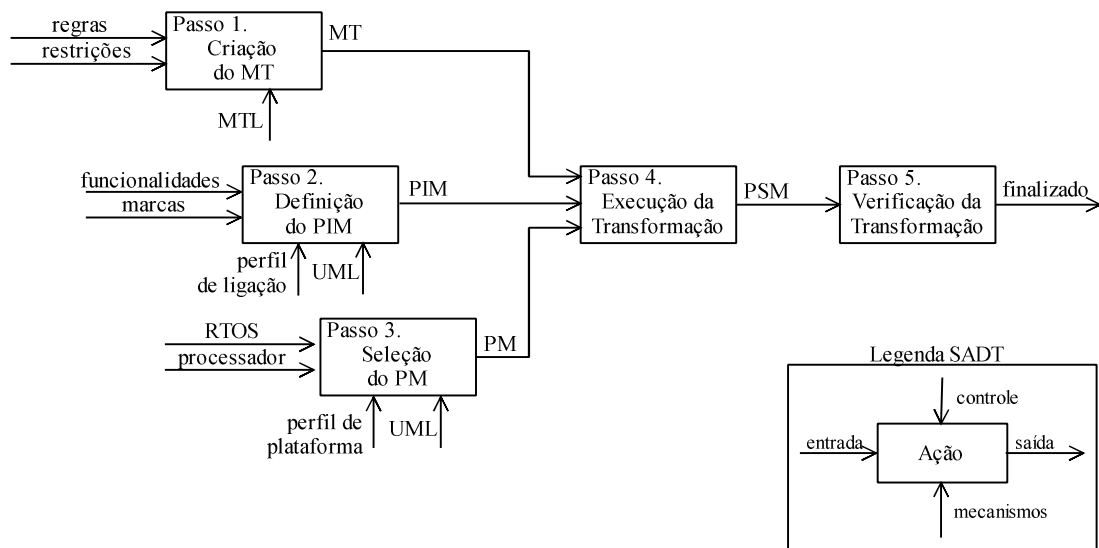 regras
restrições
Passo 1.
Criação
do MT
MT
MTL
funcionalidades
marcas
Passo 2.
Definição
do PIM
PIM
perfil
de ligação
UML
RTOS
processador
Passo 3.
Seleção
do PM
PM
perfil de
plataforma
UML
Passo 4.
Execução da
Transformação
PSM
Passo 5.
Verificação da
Transformação
finalizado
Legenda SADT
controle
entrada
Ação
saída
mecanismos